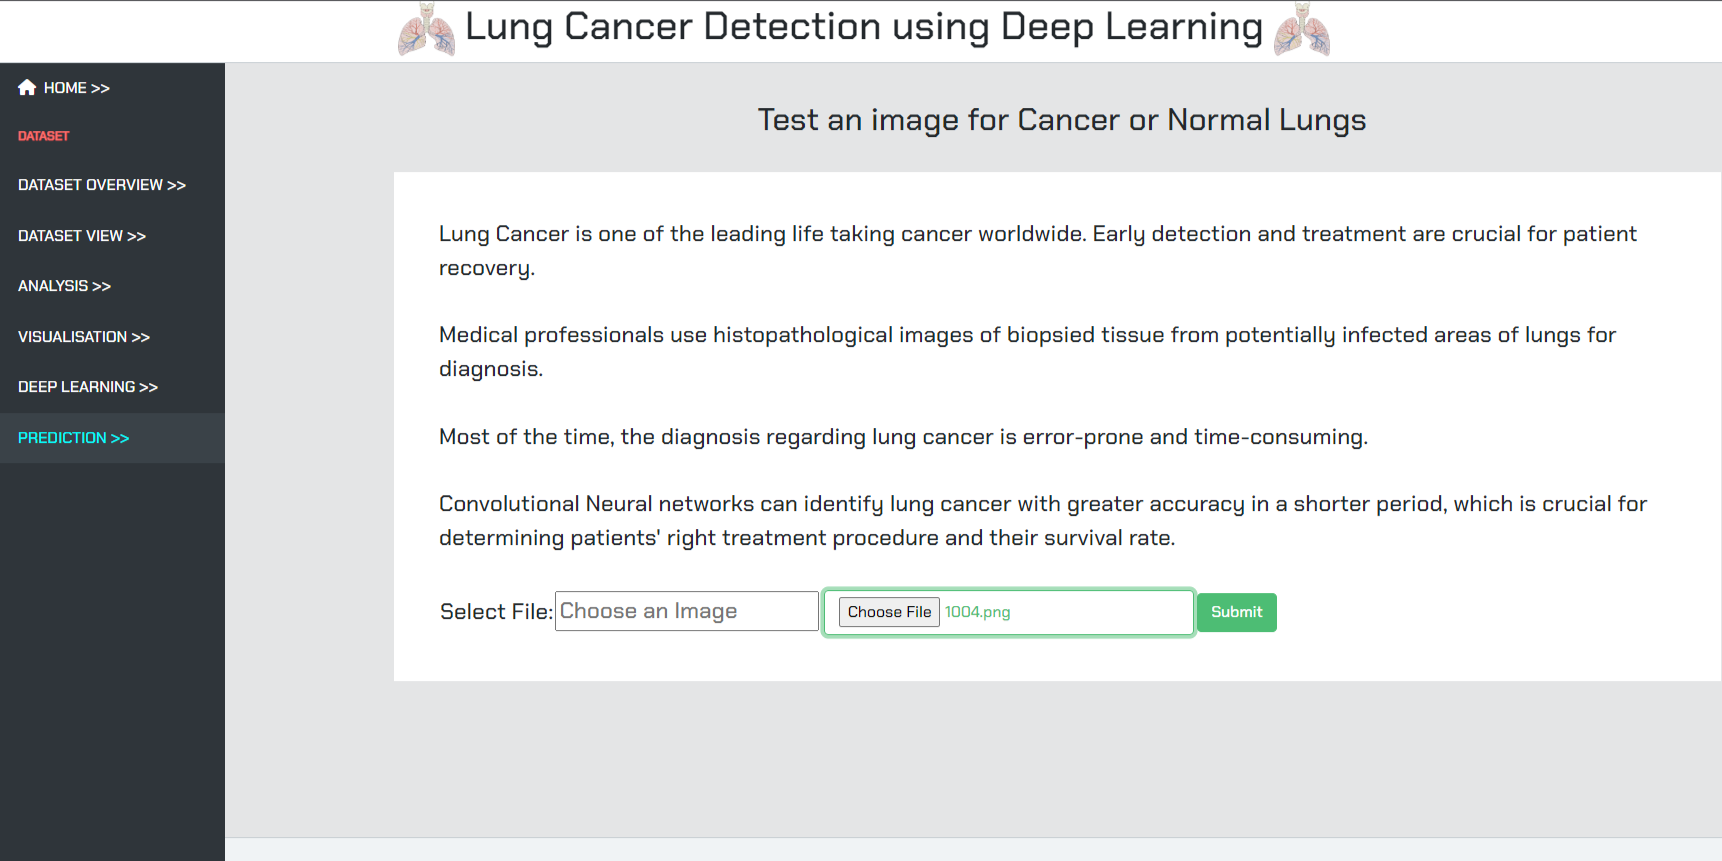 Lung Cancer Detection using Deep Learning
HOME >>
DATASET
DATASET OVERVIEW >>
DATASET VIEW >>
ANALYSIS >>
VISUALISATION >>
DEEP LEARNING >>
PREDICTION >>
Test an image for Cancer or Normal Lungs
Lung Cancer is one of the leading life taking cancer worldwide. Early detection and treatment are crucial for patient
recovery.
Medical professionals use histopathological images of biopsied tissue from potentially infected areas of lungs for
diagnosis.
Most of the time, the diagnosis regarding lung cancer is error-prone and time-consuming.
Convolutional Neural networks can identify lung cancer with greater accuracy in a shorter period, which is crucial for
determining patients' right treatment procedure and their survival rate.
Select File: Choose an Image Choose File 1004.png Submit